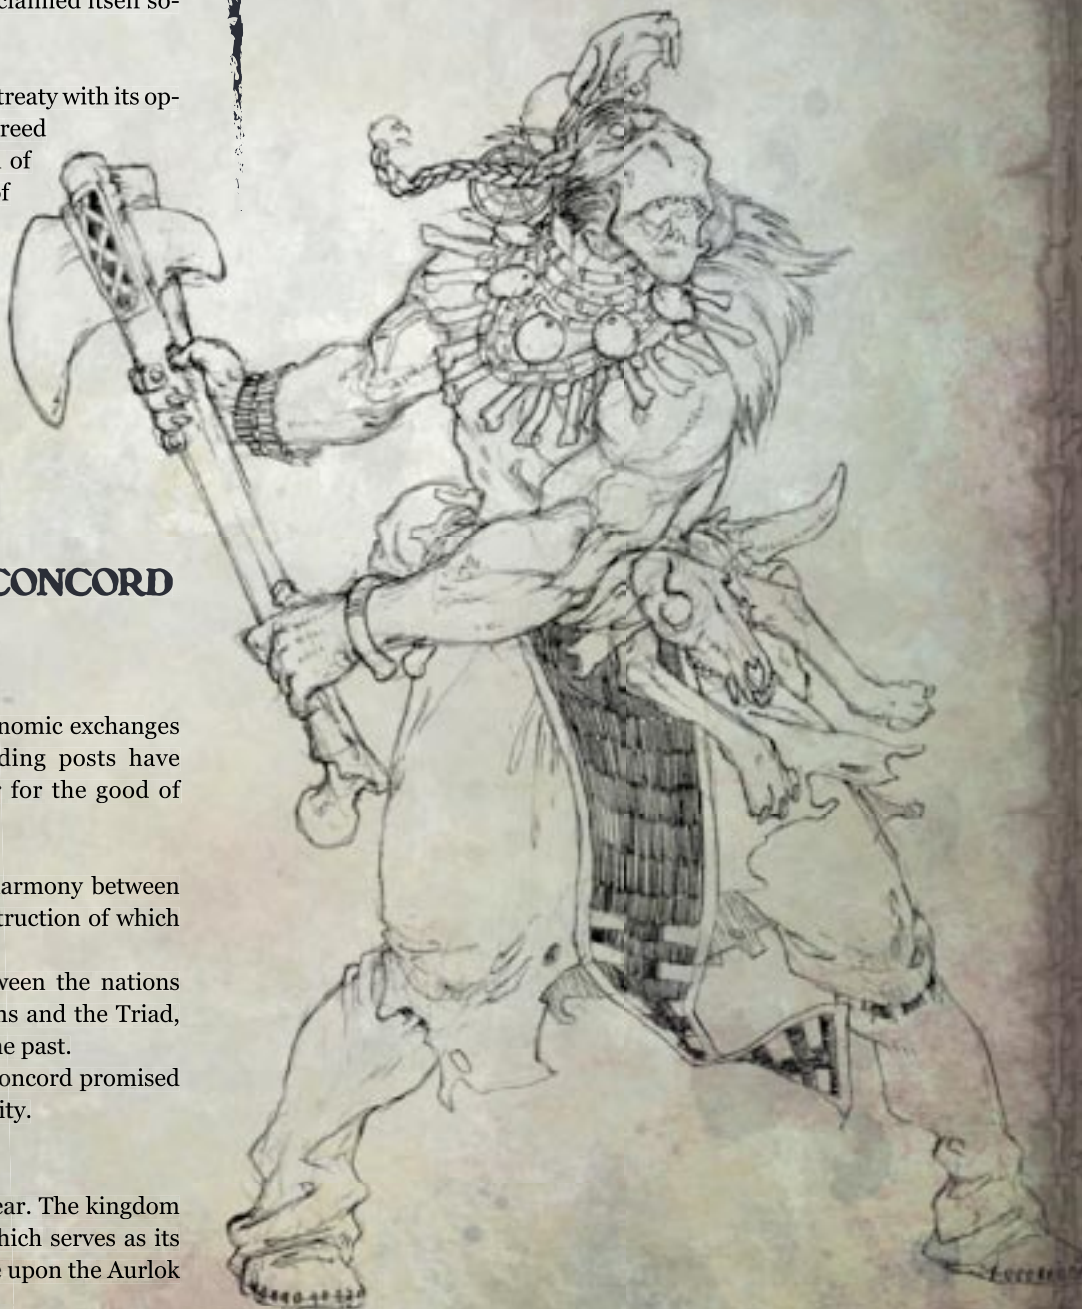 claimed itself so-
treaty with its op-
reed
of
of
CONCORD
nomic exchanges
ding posts have
for the good of
armony between
truction of which
ween the nations
ns and the Triad,
he past.
oncord promised
ity.
ear. The kingdom
hich serves as its
upon the Aurlok